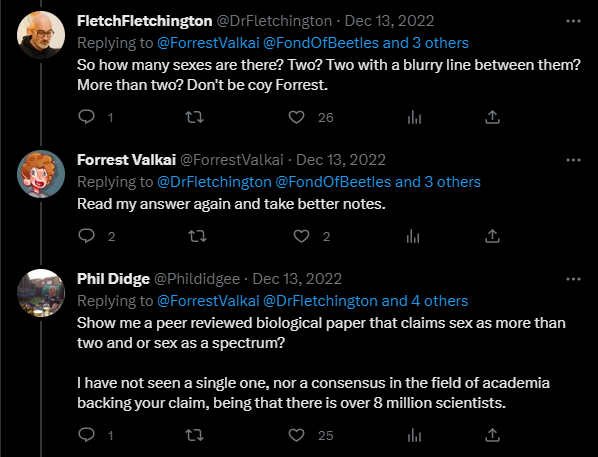 FletchFletchington @DrFletchington · Dec 13, 2022
Replying to @ForrestValkai @FondOfBeetles and 3 others
So how many sexes are there? Two? Two with a blurry line between them?
More than two? Don't be coy Forrest.
1 26
Forrest Valkai @ForrestValkai · Dec 13, 2022
Replying to @DrFletchington @FondOfBeetles and 3 others
Read my answer again and take better notes.
2 2
Phil Didge @Phildidgee · Dec 13, 2022
Replying to @ForrestValkai @DrFletchington and 4 others
Show me a peer reviewed biological paper that claims sex as more than
two and or sex as a spectrum?
I have not seen a single one, nor a consensus in the field of academia
backing your claim, being that there is over 8 million scientists.
1 25